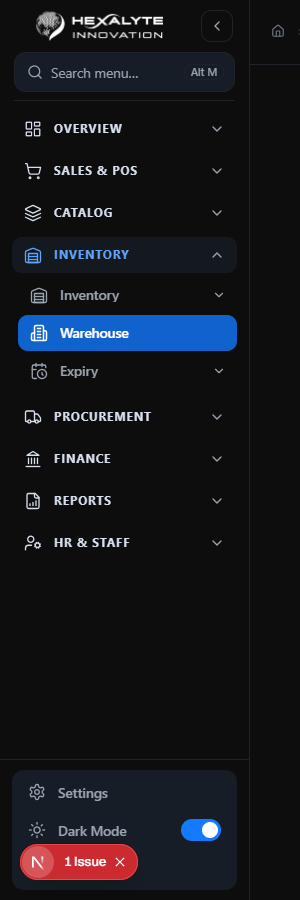 HEXALYTE
INNOVATION
Search menu... Alt M
OVERVIEW
SALES & POS
CATALOG
INVENTORY
Inventory
Warehouse
Expiry
PROCUREMENT
FINANCE
REPORTS
HR & STAFF
Settings
Dark Mode
N 1 Issue